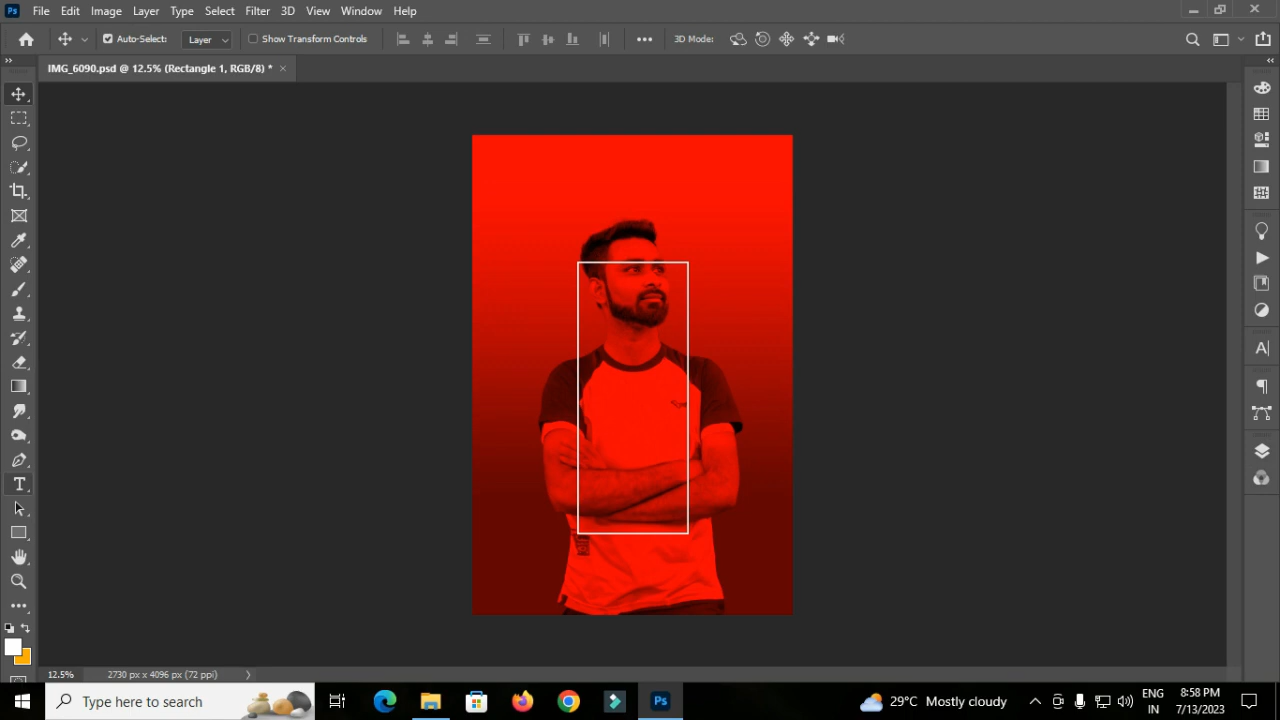 Ps File Edit Image Layer Type Select Filter 3D View Window Help
Auto-Select: Layer Show Transform Controls 3D Mode:
IMG_6090.psd @ 12.5% (Rectangle 1, RGB/8) *
12.5% 2730 px x 4096 px (72 ppi)
Type here to search
Ps
29°C Mostly cloudy
ENG
IN
8:58 PM
7/13/2023